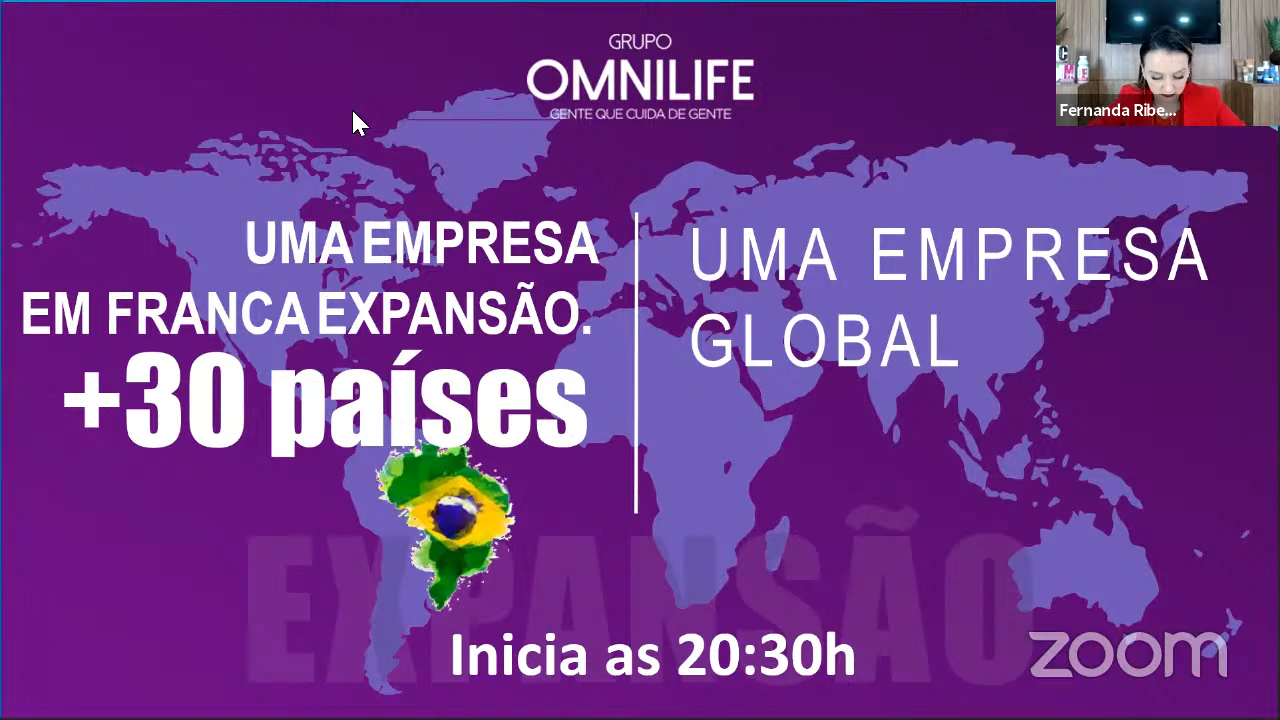 GRUPO
OMNILIFE
GENTE QUE CUIDA DE GENTE
Fernanda Ribe...
UMA EMPRESA
EM FRANCA EXPANSÃO.
+30 países
UMA EMPRESA
GLOBAL
EXPANSÃO
Inicia as 20:30h
zoom